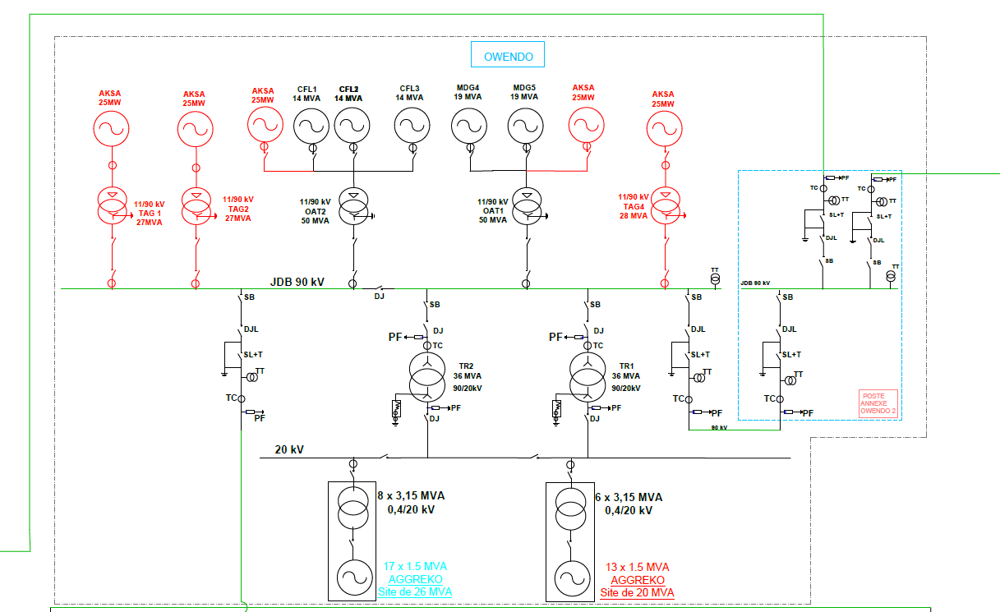 OWENDO
AKSA
25MW
AKSA
25MW
AKSA
25MW
CFL1
14 MVA
CFL2
14 MVA
CFL3
14 MVA
MDG4
19 MVA
MDG5
19 MVA
AKSA
25MW
AKSA
25MW
11/90 kV
TAG 1
27MVA
11/90 kV
TAG2
27MVA
11/90 kV
OAT2
50 MVA
11/90 kV
OAT1
50 MVA
11/90 kV
TAG4
28 MVA
PF
TC
TT
SL+T
DJL
SB
PF
TC
TT
SL+T
DJL
SB
TT
JDB 90 kV
DJ
TT
JDB 90 kV
SB
DJL
SL+T
TT
TC
PF
SB
DJ
PF
TC
TR2
36 MVA
90/20kV
PF
DJ
SB
DJ
PF
TC
TR1
36 MVA
90/20kV
PF
DJ
SB
DJL
SL+T
TT
TC
PF
90 kV
SB
DJL
SL+T
TT
TC
PF
POSTE
ANNEXE
OWENDO 2
20 kV
8 x 3,15 MVA
0,4/20 kV
17 x 1.5 MVA
AGGREKO
Site de 26 MVA
6 x 3,15 MVA
0,4/20 kV
13 x 1.5 MVA
AGGREKO
Site de 20 MVA